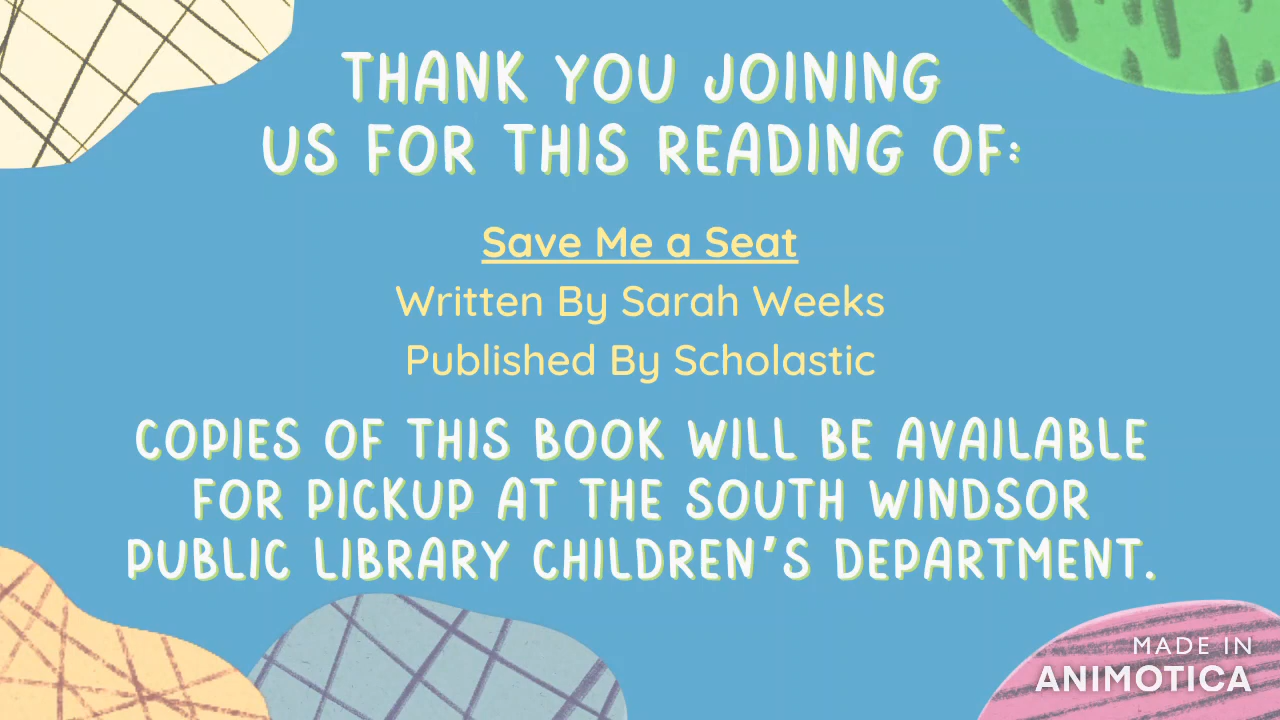 THANK YOU JOINING
US FOR THIS READING OF:
Save Me a Seat
Written By Sarah Weeks
Published By Scholastic
COPIES OF THIS BOOK WILL BE AVAILABLE
FOR PICKUP AT THE SOUTH WINDSOR
PUBLIC LIBRARY CHILDREN'S DEPARTMENT.
MADE IN
ANIMOTICA